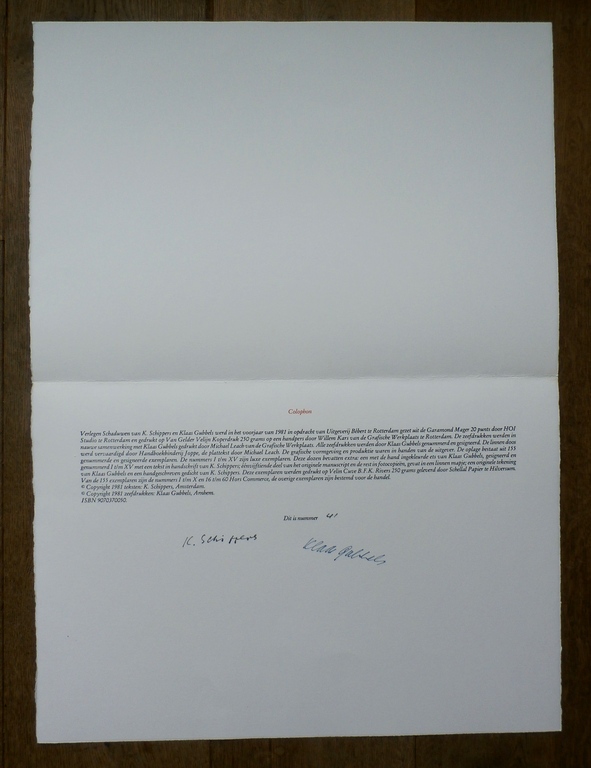 Colophon
Verlegen Schaduwen van K. Schippers en Klaas Gubbels werd in het voorjaar van 1981 in opdracht van Uitgeverij Bébert te Rotterdam gezet uit de Garamond Mager 20 punts door HOJ
Studio te Rotterdam en gedrukt op Van Gelder Velijn Koperdruk 250 grams op een handpers door Willem Kars van de Grafische Werkplaats te Rotterdam. De zeefdrukken werden in
nauwe samenwerking met Klaas Gubbels gedrukt door Michael Leach van de Grafische Werkplaats. Alle zeefdrukken werden door Klaas Gubbels genummerd en gesigneerd. De linnen doos
werd vervaardigd door Handboekbinderij Joppe, de plattekst door Michael Leach. De grafische vormgeving en produktie waren in handen van de uitgever. De oplage bestaat uit 155
genummerde en gesigneerde exemplaren. De nummers I t/m XV zijn luxe exemplaren. Deze dozen bevatten extra: een met de hand ingekleurde ets van Klaas Gubbels, gesigneerd en
genummerd I t/m XV met een tekst in handschrift van K. Schippers; éénvijftiende deel van het originele manuscript en de rest in fotocopieën, gevat in een linnen mapje; een originele tekening
van Klaas Gubbels en een handgeschreven gedicht van K. Schippers. Deze exemplaren werden gedrukt op Velin Cuve B.F.K. Rives 250 grams geleverd door Schellé Papier te Hilversum.
Van de 155 exemplaren zijn de nummers I t/m X en 16 t/m 60 Hors Commerce, de overige exemplaren zijn bestemd voor de handel.
© Copyright 1981 teksten: K. Schippers, Amsterdam.
© Copyright 1981 zeefdrukken: Klaas Gubbels, Arnhem.
ISBN 9070370050.
Dit is nummer 41
K. Schippers Klaas Gubbels